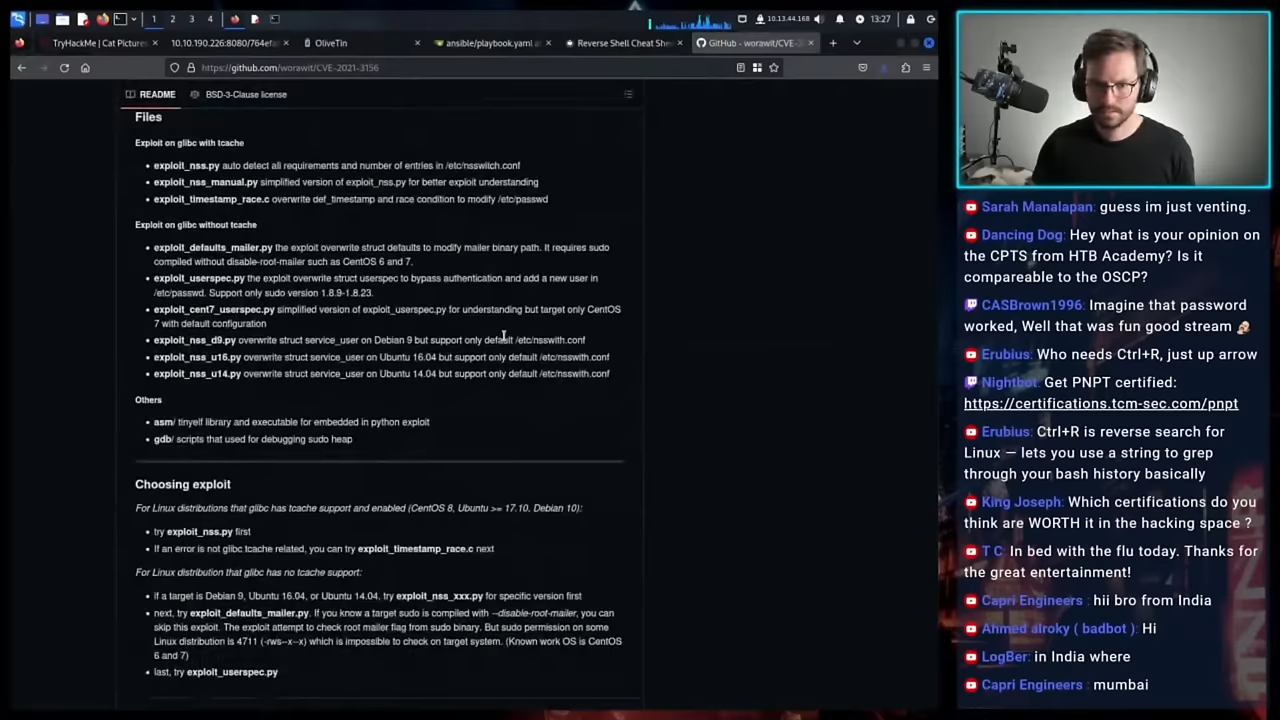 1 2 3 4
10.13.44.168
13:27
TryHackMe | Cat Pictures
10.10.190.226:8080/764efa
OliveTin
ansible/playbook.yaml a
Reverse Shell Cheat She
GitHub - worawit/CVE-2
https://github.com/worawit/CVE-2021-3156
README
BSD-3-Clause license
Files
Exploit on glibc with tcache
• exploit_nss.py auto detect all requirements and number of entries in /etc/nsswitch.conf
• exploit_nss_manual.py simplified version of exploit_nss.py for better exploit understanding
• exploit_timestamp_race.c overwrite def_timestamp and race condition to modify /etc/passwd
Exploit on glibc without tcache
• exploit_defaults_mailer.py the exploit overwrite struct defaults to modify mailer binary path. It requires sudo
compiled without disable-root-mailer such as CentOS 6 and 7.
• exploit_userspec.py the exploit overwrite struct userspec to bypass authentication and add a new user in
/etc/passwd. Support only sudo version 1.8.9-1.8.23.
• exploit_cent7_userspec.py simplified version of exploit_userspec.py for understanding but target only CentOS
7 with default configuration
• exploit_nss_d9.py overwrite struct service_user on Debian 9 but support only default /etc/nsswith.conf
• exploit_nss_u16.py overwrite struct service_user on Ubuntu 16.04 but support only default /etc/nsswith.conf
• exploit_nss_u14.py overwrite struct service_user on Ubuntu 14.04 but support only default /etc/nsswith.conf
Others
• asm/ tinyelf library and executable for embedded in python exploit
• gdb/ scripts that used for debugging sudo heap
Choosing exploit
For Linux distributions that glibc has tcache support and enabled (CentOS 8, Ubuntu >= 17.10, Debian 10):
• try exploit_nss.py first
• If an error is not glibc tcache related, you can try exploit_timestamp_race.c next
For Linux distribution that glibc has no tcache support:
• if a target is Debian 9, Ubuntu 16.04, or Ubuntu 14.04, try exploit_nss_xxx.py for specific version first
• next, try exploit_defaults_mailer.py. If you know a target sudo is compiled with --disable-root-mailer, you can
skip this exploit. The exploit attempt to check root mailer flag from sudo binary. But sudo permission on some
Linux distribution is 4711 (-rws--x--x) which is impossible to check on target system. (Known work OS is CentOS
6 and 7)
• last, try exploit_userspec.py
Sarah Manalapan: guess im just venting.
Dancing Dog: Hey what is your opinion on
the CPTS from HTB Academy? Is it
compareable to the OSCP?
CASBrown1996: Imagine that password
worked, Well that was fun good stream
Erubius: Who needs Ctrl+R, just up arrow
Nightbot: Get PNPT certified:
https://certifications.tcm-sec.com/pnpt
Erubius: Ctrl+R is reverse search for
Linux — lets you use a string to grep
through your bash history basically
King Joseph: Which certifications do you
think are WORTH it in the hacking space ?
T C: In bed with the flu today. Thanks for
the great entertainment!
Capri Engineers : hii bro from India
Ahmed alroky ( badbot ): Hi
LogBer: in India where
Capri Engineers : mumbai